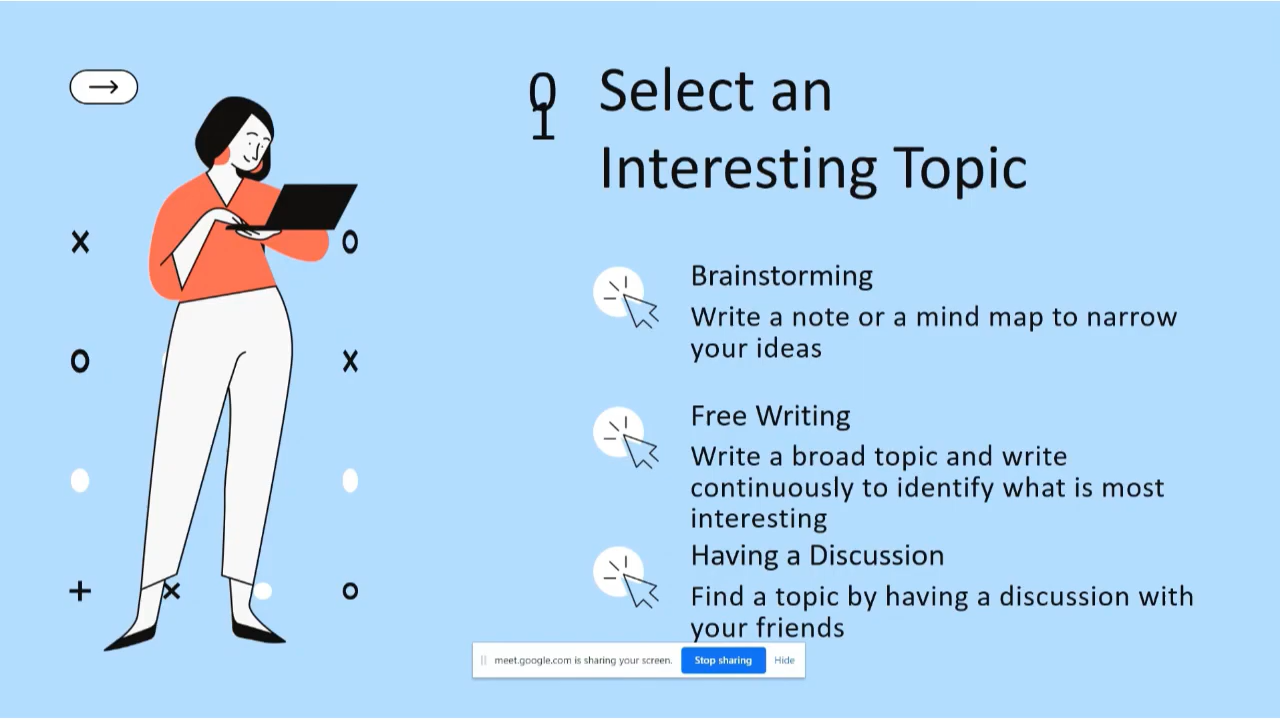 0
1
Select an
Interesting Topic
Brainstorming
Write a note or a mind map to narrow
your ideas
Free Writing
Write a broad topic and write
continuously to identify what is most
interesting
Having a Discussion
Find a topic by having a discussion with
your friends
meet.google.com is sharing your screen. Stop sharing Hide